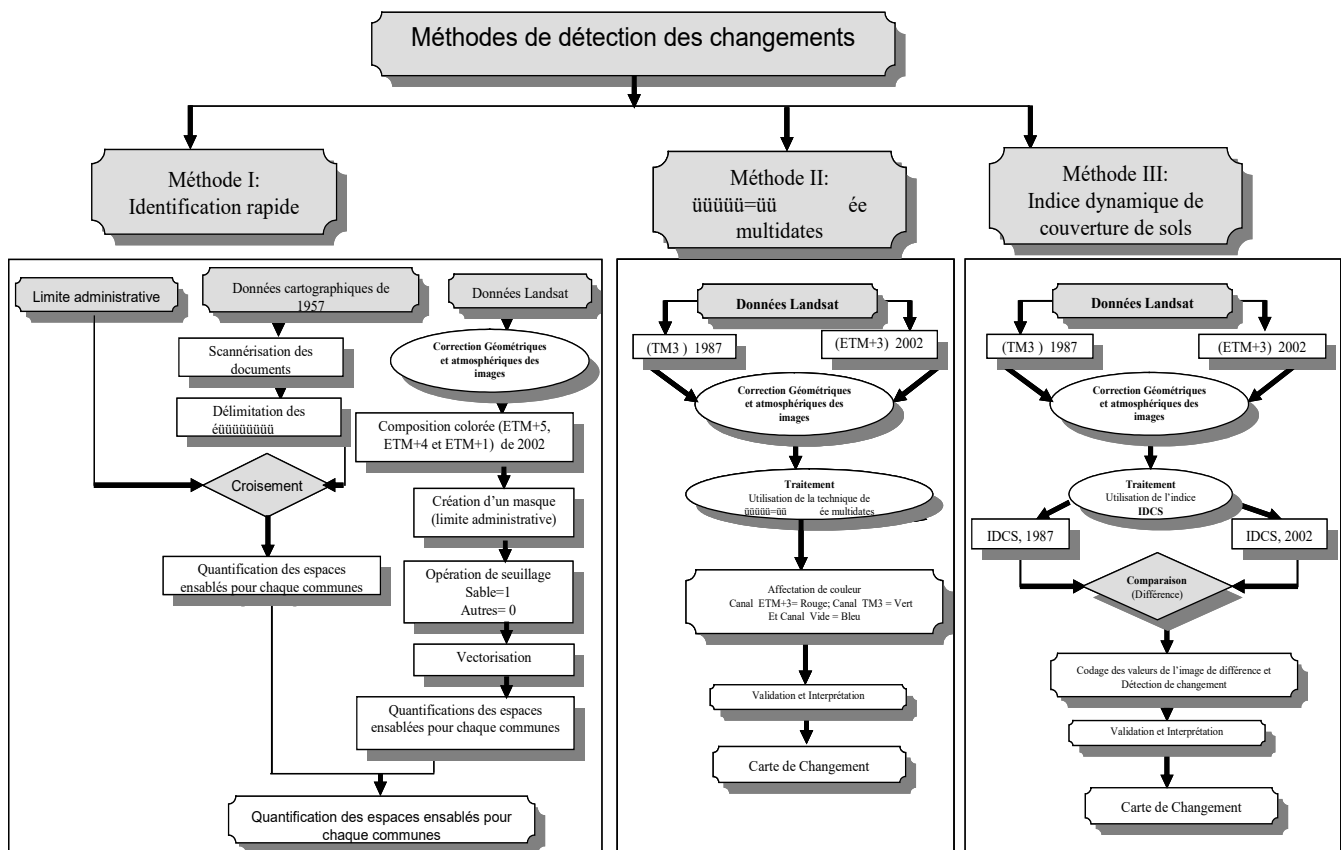 Méthodes de détection des changements
Méthode I:
Identification rapide
Méthode II:
üüüüü=üü ée
multidates
Méthode III:
Indice dynamique de
couverture de sols
Limite administrative
Données cartographiques de
1957
Données Landsat
Scannérisation des
documents
Correction Géométriques
et atmosphériques des
images
Délimitation des
éüüüüüüüü
Composition colorée (ETM+5,
ETM+4 et ETM+1) de 2002
Croisement
Création d’un masque
(limite administrative)
Quantification des espaces
ensablés pour chaque communes
Opération de seuillage
Sable=1
Autres= 0
Vectorisation
Quantifications des espaces
ensablées pour chaque communes
Quantification des espaces ensablés pour
chaque communes
Données Landsat
(TM3 ) 1987
(ETM+3) 2002
Correction Géométriques
et atmosphériques des
images
Traitement
Utilisation de la technique de
üüüüü=üü ée multidates
Affectation de couleur
Canal ETM+3= Rouge; Canal TM3 = Vert
Et Canal Vide = Bleu
Validation et Interprétation
Carte de Changement
Données Landsat
(TM3 ) 1987
(ETM+3) 2002
Correction Géométriques
et atmosphériques des
images
Traitement
Utilisation de l’indice
IDCS
IDCS, 1987
IDCS, 2002
Comparaison
(Différence)
Codage des valeurs de l’image de différence et
Détection de changement
Validation et Interprétation
Carte de Changement